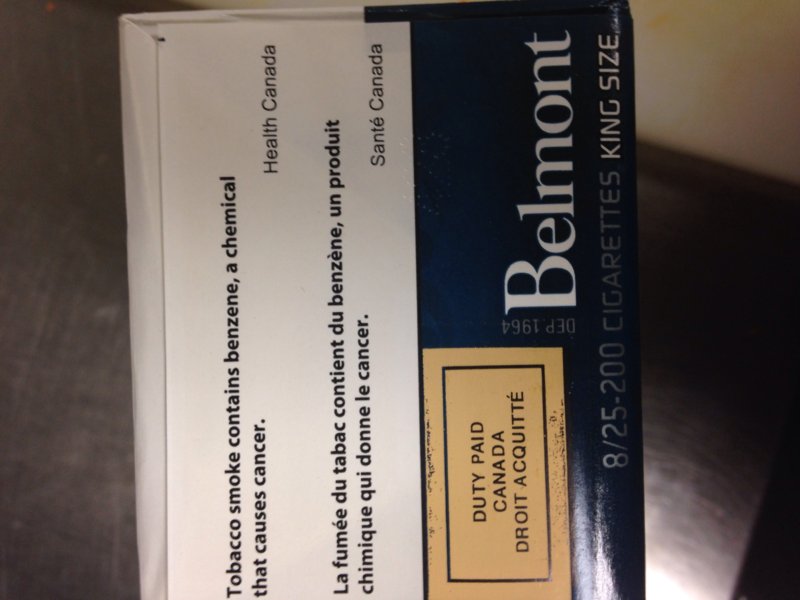 Tobacco smoke contains benzene, a chemical
that causes cancer.
Health Canada
La fumée du tabac contient du benzène, un produit
chimique qui donne le cancer.
Santé Canada
DUTY PAID
CANADA
DROIT ACQUITTÉ
DEP. 1964
Belmont
8/25-200 CIGARETTES KING SIZE